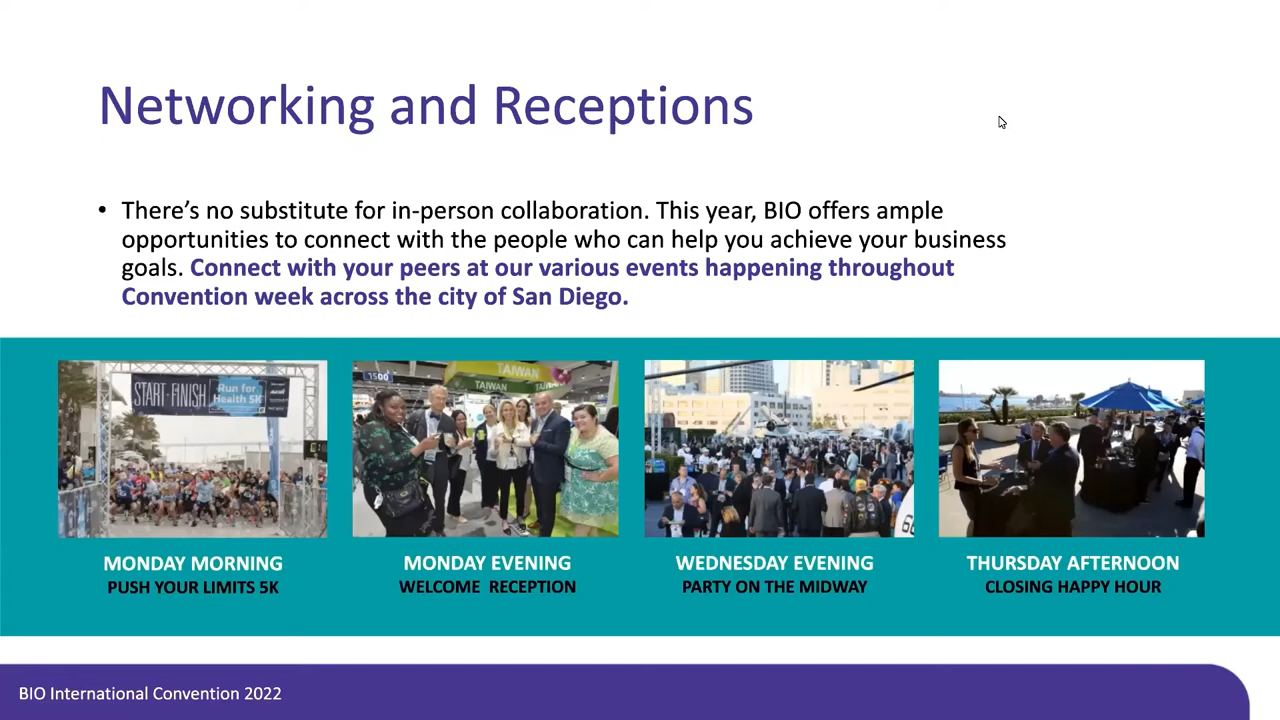 Networking and Receptions
• There’s no substitute for in-person collaboration. This year, BIO offers ample
opportunities to connect with the people who can help you achieve your business
goals. Connect with your peers at our various events happening throughout
Convention week across the city of San Diego.
START-FINISH
Run for
Health 5K
1500
TAIWAN
TAIWAN
MONDAY MORNING
PUSH YOUR LIMITS 5K
MONDAY EVENING
WELCOME RECEPTION
WEDNESDAY EVENING
PARTY ON THE MIDWAY
THURSDAY AFTERNOON
CLOSING HAPPY HOUR
BIO International Convention 2022